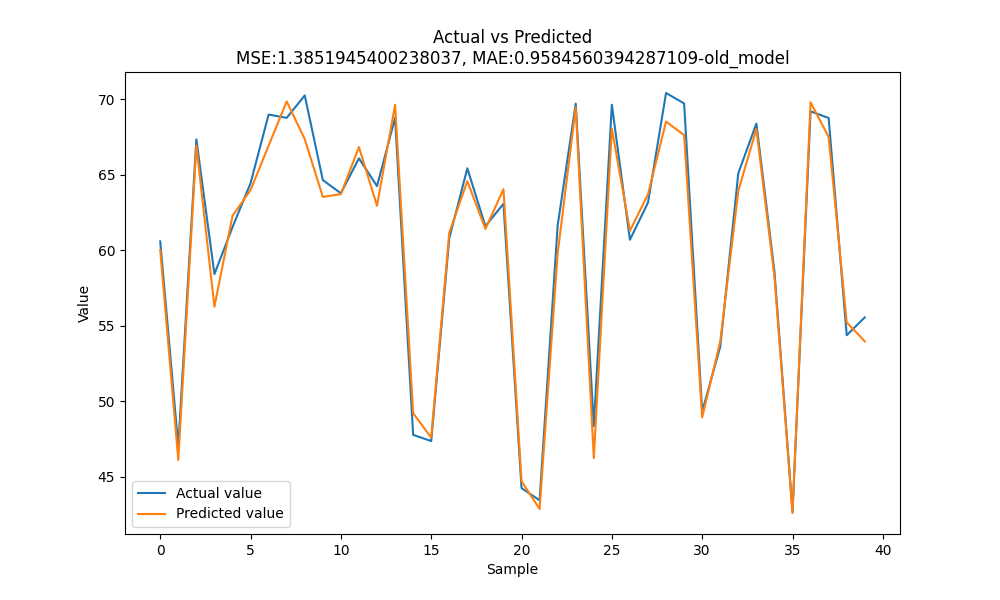 Actual vs Predicted
MSE:1.3851945400238037, MAE:0.9584560394287109-old_model
Value
70
65
60
55
50
45
Actual value
Predicted value
0 5 10 15 20 25 30 35 40
Sample